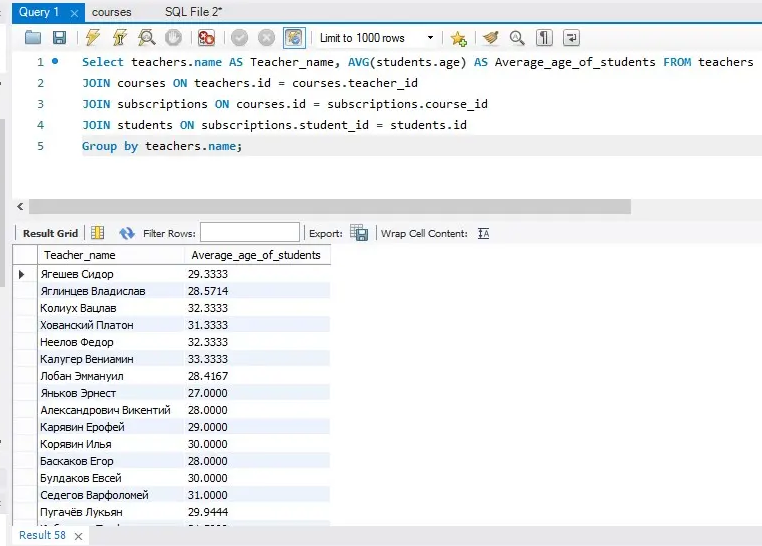 Query 1 courses SQL File 2*
Limit to 1000 rows
1 Select teachers.name AS Teacher_name, AVG(students.age) AS Average_age_of_students FROM teachers
2 JOIN courses ON teachers.id = courses.teacher_id
3 JOIN subscriptions ON courses.id = subscriptions.course_id
4 JOIN students ON subscriptions.student_id = students.id
5 Group by teachers.name;
Result Grid Filter Rows: Export: Wrap Cell Content:
Teacher_name Average_age_of_students
Ягешев Сидор 29.3333
Яглинцев Владислав 28.5714
Колиух Вацлав 32.3333
Хованский Платон 31.3333
Неелов Федор 32.3333
Калугер Вениамин 33.3333
Лобан Эммануил 28.4167
Яньков Эрнест 27.0000
Александрович Викентий 28.0000
Карявин Ерофей 29.0000
Корявин Илья 30.0000
Баскаков Егор 28.0000
Булдаков Евсей 30.0000
Седегов Варфоломей 31.0000
Пугачёв Лукьян 29.9444
Result 58